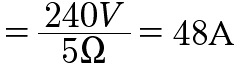 = 240V / 5Ω = 48A